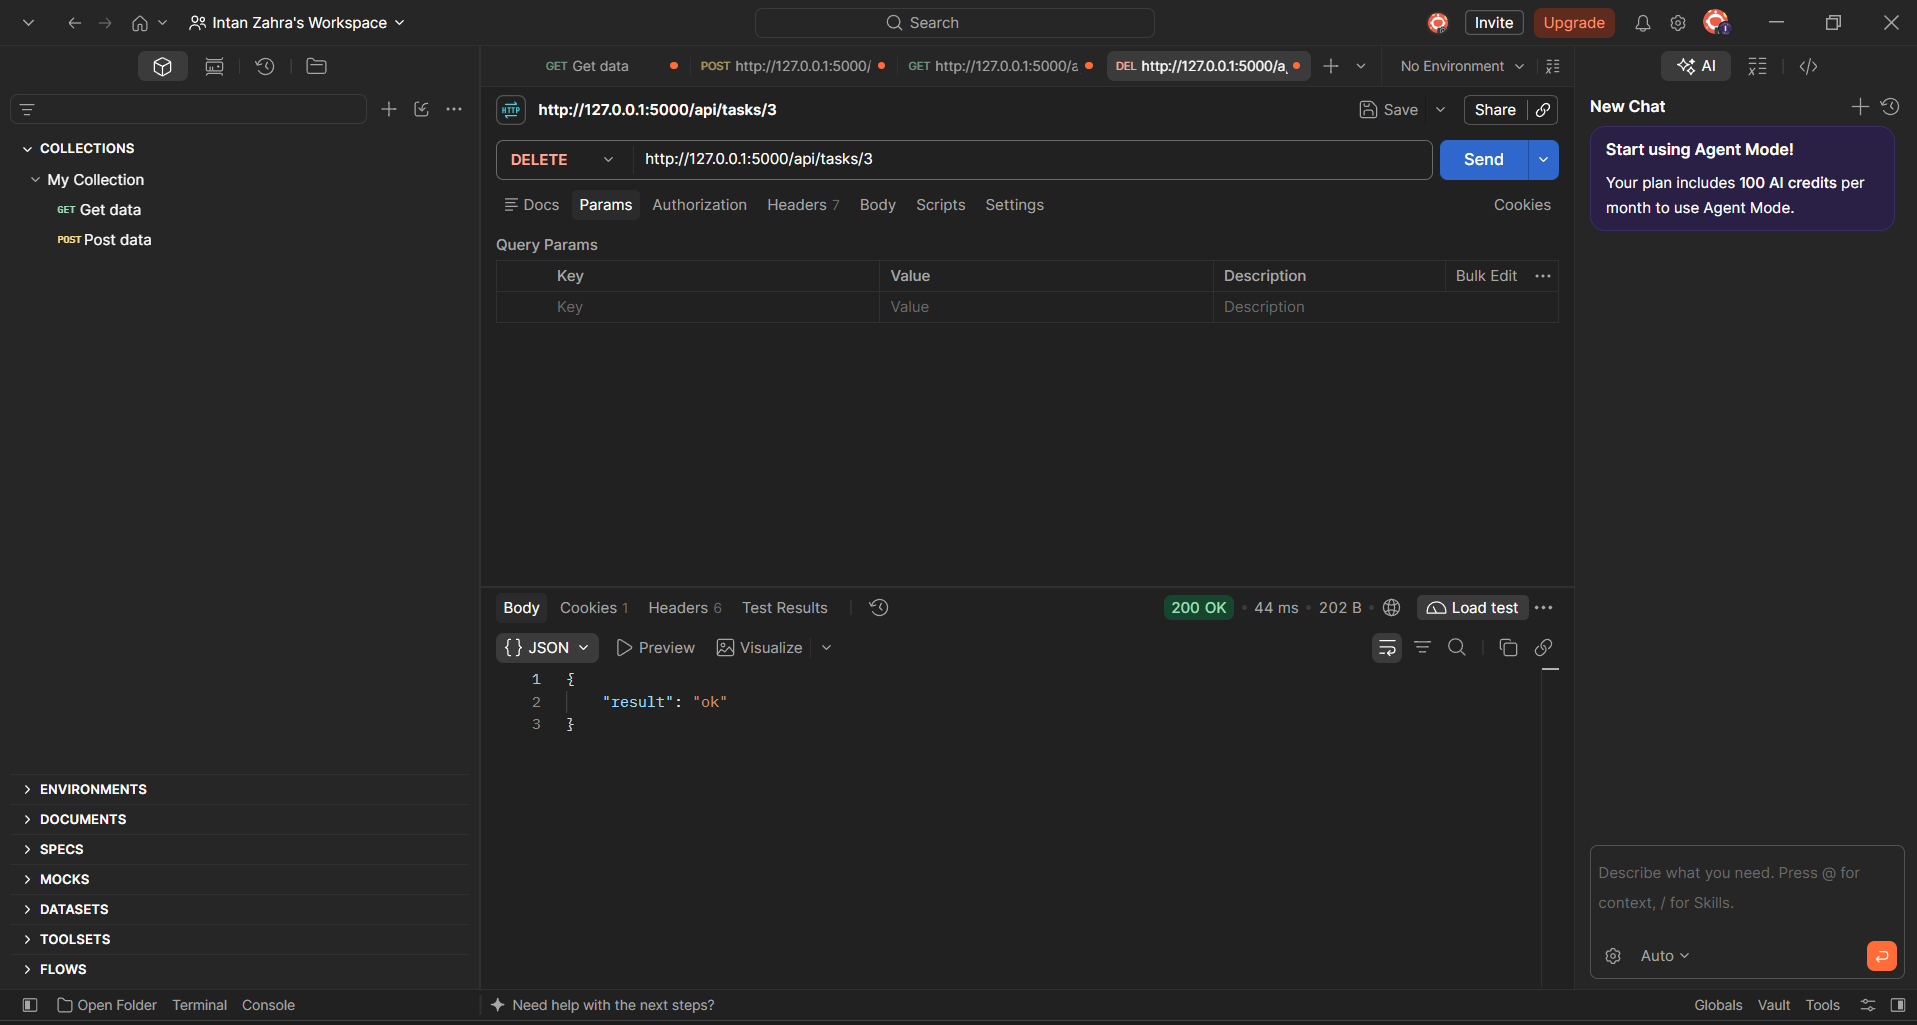 Intan Zahra's Workspace
Search
Invite
Upgrade
GET Get data
POST http://127.0.0.1:5000/
GET http://127.0.0.1:5000/a
DEL http://127.0.0.1:5000/a
No Environment
AI
HTTP http://127.0.0.1:5000/api/tasks/3
Save
Share
New Chat
COLLECTIONS
My Collection
GET Get data
POST Post data
DELETE
http://127.0.0.1:5000/api/tasks/3
Send
Start using Agent Mode!
Your plan includes 100 AI credits per
month to use Agent Mode.
Docs Params Authorization Headers 7 Body Scripts Settings Cookies
Query Params
Key Value Description Bulk Edit
Key Value Description
Body Cookies 1 Headers 6 Test Results
200 OK • 44 ms • 202 B
Load test
{} JSON Preview Visualize
1 {
2 "result": "ok"
3 }
ENVIRONMENTS
DOCUMENTS
SPECS
MOCKS
DATASETS
TOOLSETS
FLOWS
Describe what you need. Press @ for
context, / for Skills.
Auto
Open Folder Terminal Console
Need help with the next steps?
Globals Vault Tools